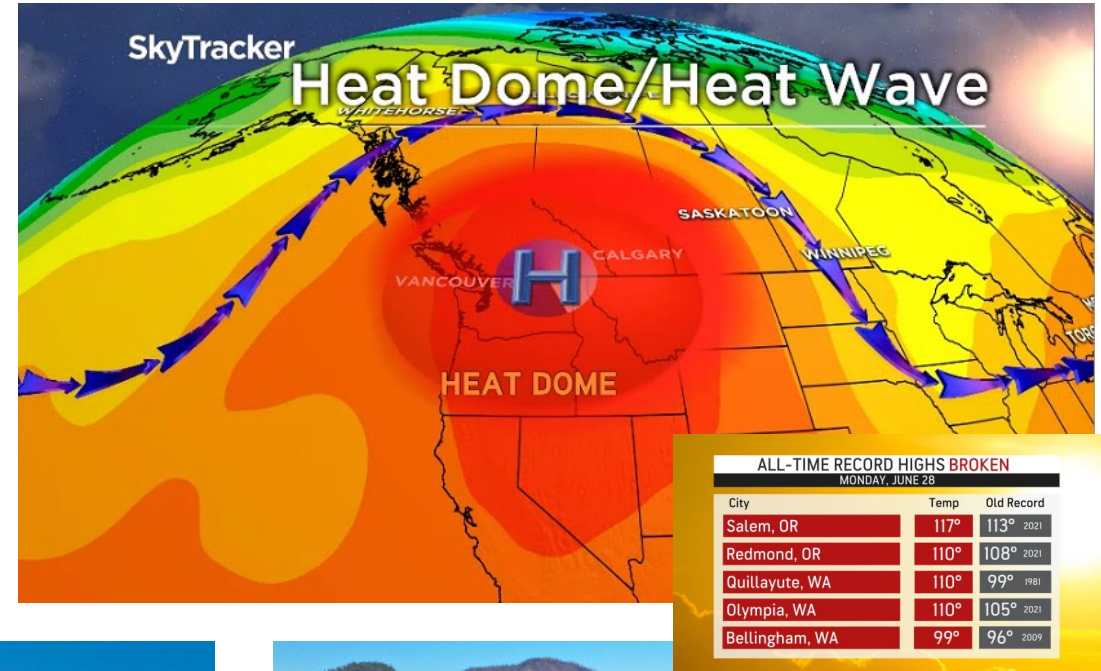 SkyTracker
Heat Dome/Heat Wave
WHITEHORSE
SASKATOON
CALGARY
WINNIPEG
VANCOUVER
H
HEAT DOME
ALL-TIME RECORD HIGHS BROKEN
MONDAY, JUNE 28
City Temp Old Record
Salem, OR 117° 113° 2021
Redmond, OR 110° 108° 2021
Quillayute, WA 110° 99° 1981
Olympia, WA 110° 105° 2021
Bellingham, WA 99° 96° 2009